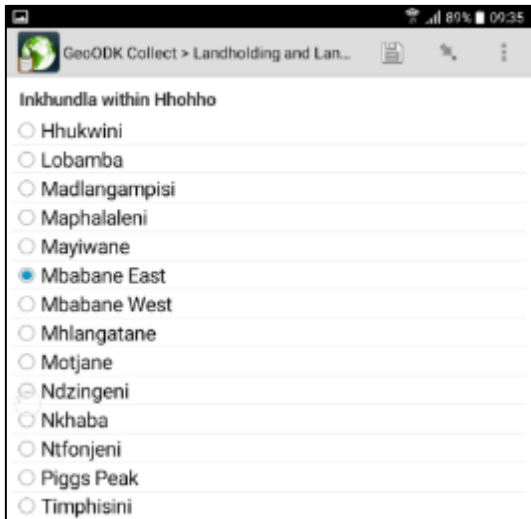 89% 09:35
GeoODK Collect > Landholding and Lan...
Inkhundla within Hhohho
Hhukwini
Lobamba
Madlangampisi
Maphalaleni
Mayiwane
Mbabane East
Mbabane West
Mhlangatane
Motjane
Ndzingeni
Nkhaba
Ntfonjeni
Piggs Peak
Timphisini